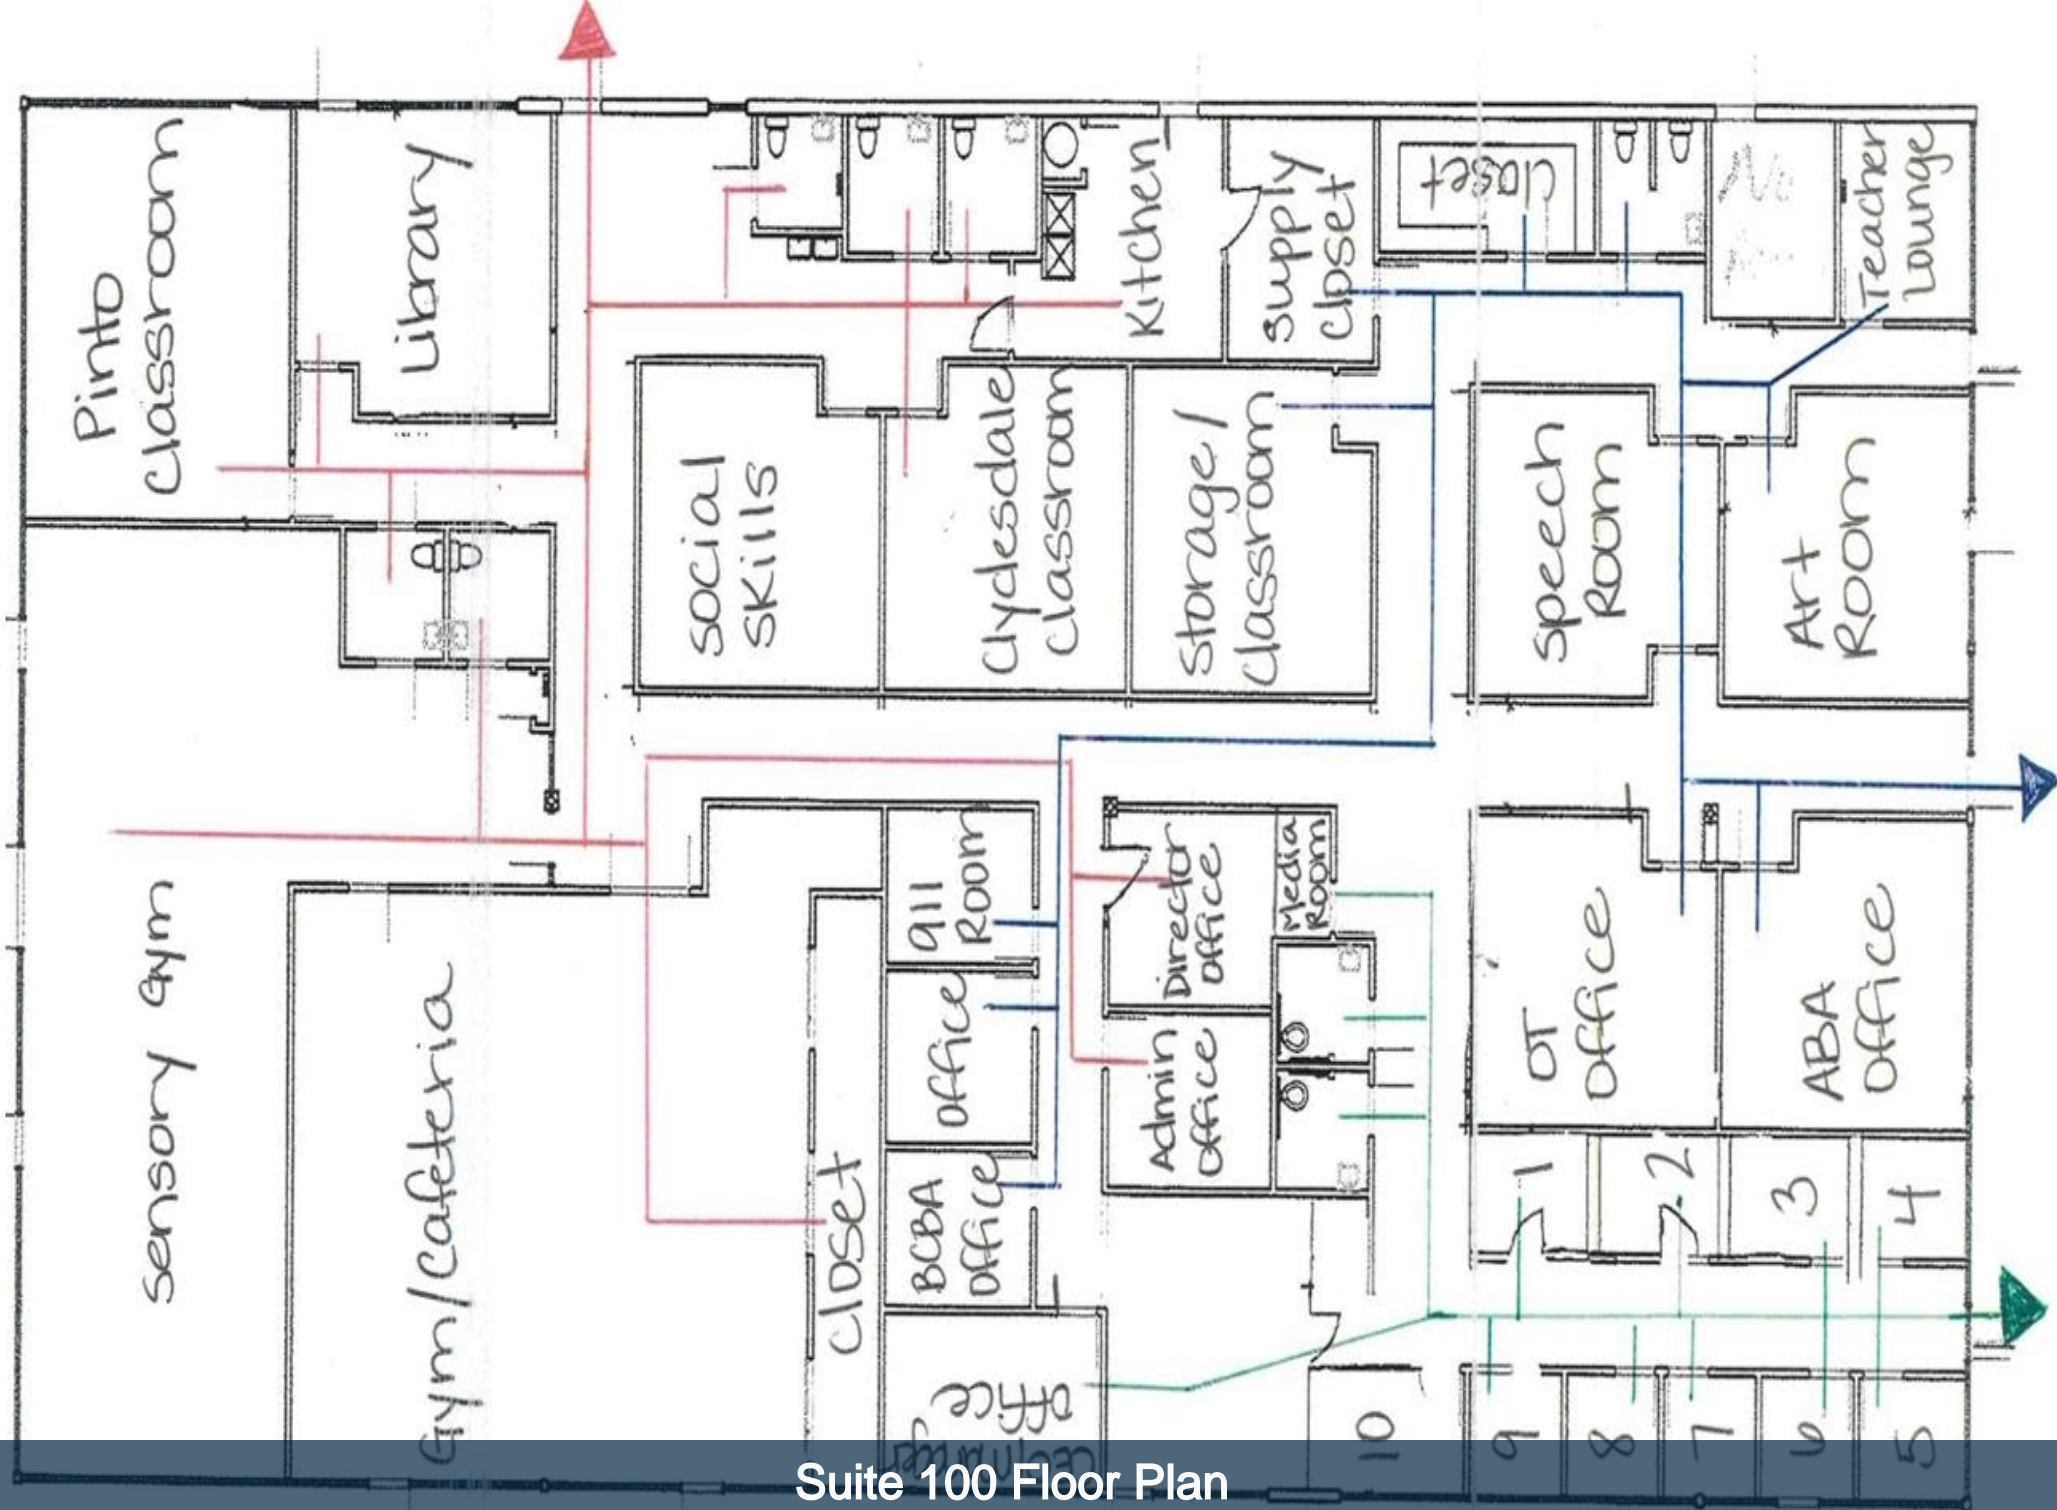 Pinto
Classroom
Library
Kitchen
Supply
Closet
Closet
Teacher
Lounge
Social
Skills
Clydesdale
Classroom
Storage/
Classroom
Speech
Room
Art
Room
Sensory Gym
Gym/Cafeteria
Closet
911
Room
Office
BCBA
Office
Director
Office
Media
Room
Admin
Office
OT
Office
ABA
Office
1
2
3
4
Office
10
9
8
7
6
5
Suite 100 Floor Plan